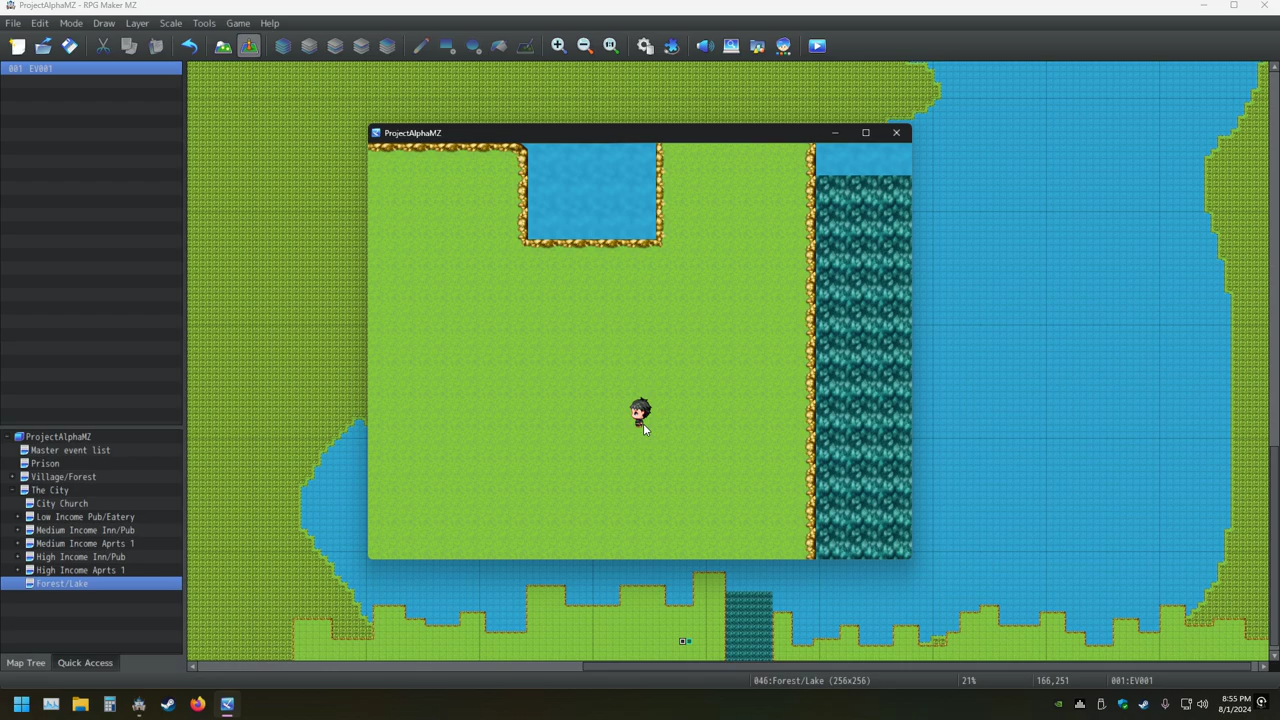 ProjectAlphaMZ - RPG Maker MZ
File Edit Mode Draw Layer Scale Tools Game Help
001 EV001
ProjectAlphaMZ
ProjectAlphaMZ
Master event list
Prison
Village/Forest
The City
City Church
Low Income Pub/Eatery
Medium Income Inn/Pub
Medium Income Aprts 1
High Income Inn/Pub
High Income Aprts 1
Forest/Lake
Map Tree Quick Access
046:Forest/Lake (256×256) 21% 166,251 001:EV001
8:55 PM
8/1/2024